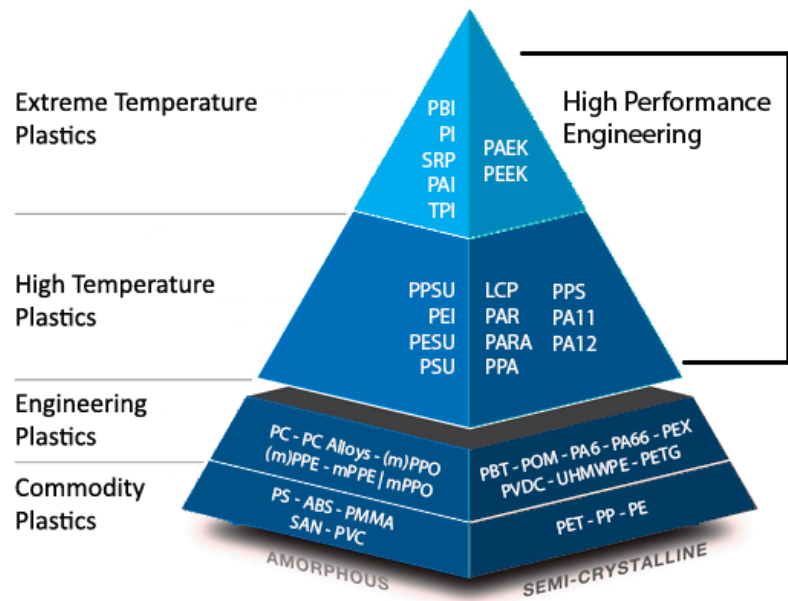 Extreme Temperature
Plastics
PBI
PI
SRP
PAI
TPI
PAEK
PEEK
High Performance
Engineering
High Temperature
Plastics
PPSU
PEI
PESU
PSU
LCP
PAR
PARA
PPA
PPS
PA11
PA12
Engineering
Plastics
PC - PC Alloys - (m)PPO
(m)PPE - mPPE | mPPO
PBT - POM - PA6 - PA66 - PEX
PVDC - UHMWPE - PETG
Commodity
Plastics
PS - ABS - PMMA
SAN - PVC
PET - PP - PE
AMORPHOUS
SEMI-CRYSTALLINE